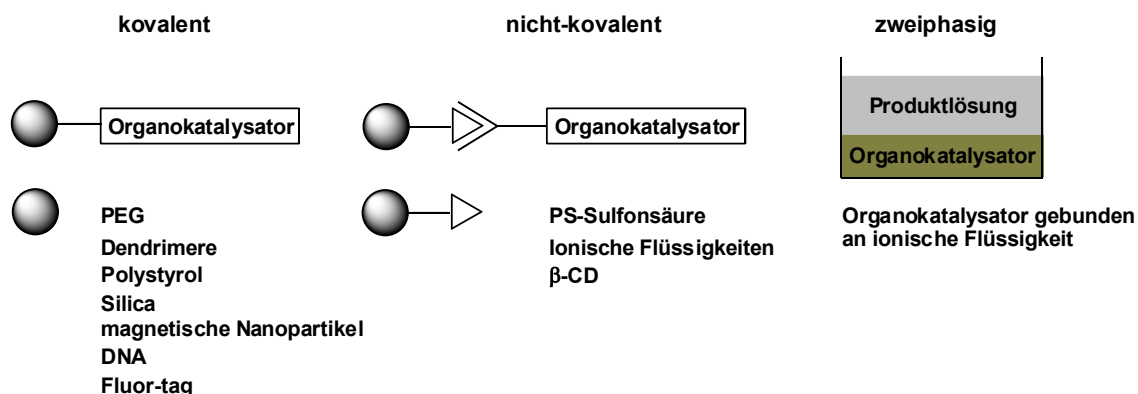 kovalent
nicht-kovalent
zweiphasig
Organokatalysator
Organokatalysator
Produktlösung
Organokatalysator
PEG
Dendrimere
Polystyrol
Silica
magnetische Nanopartikel
DNA
Fluor-tag
PS-Sulfonsäure
Ionische Flüssigkeiten
β-CD
Organokatalysator gebunden
an ionische Flüssigkeit